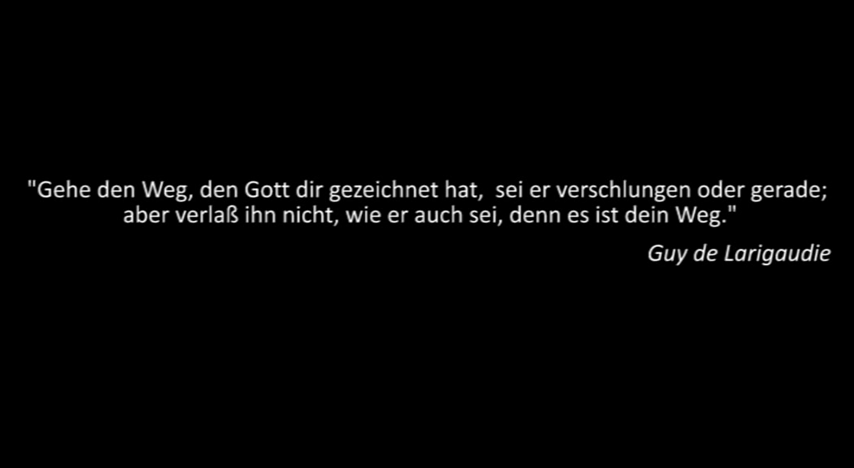 "Gehe den Weg, den Gott dir gezeichnet hat,  sei er verschlungen oder gerade;
aber verlaß ihn nicht, wie er auch sei, denn es ist dein Weg."
Guy de Larigaudie